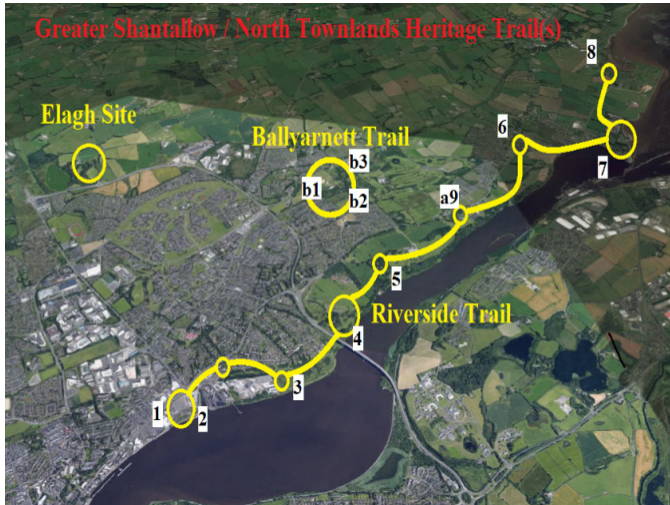 Greater Shantallow / North Townlands Heritage Trail(s)
8
Elagh Site
Ballyarnett Trail
6
b3
7
b1
b2
a9
5
Riverside Trail
4
3
1
2